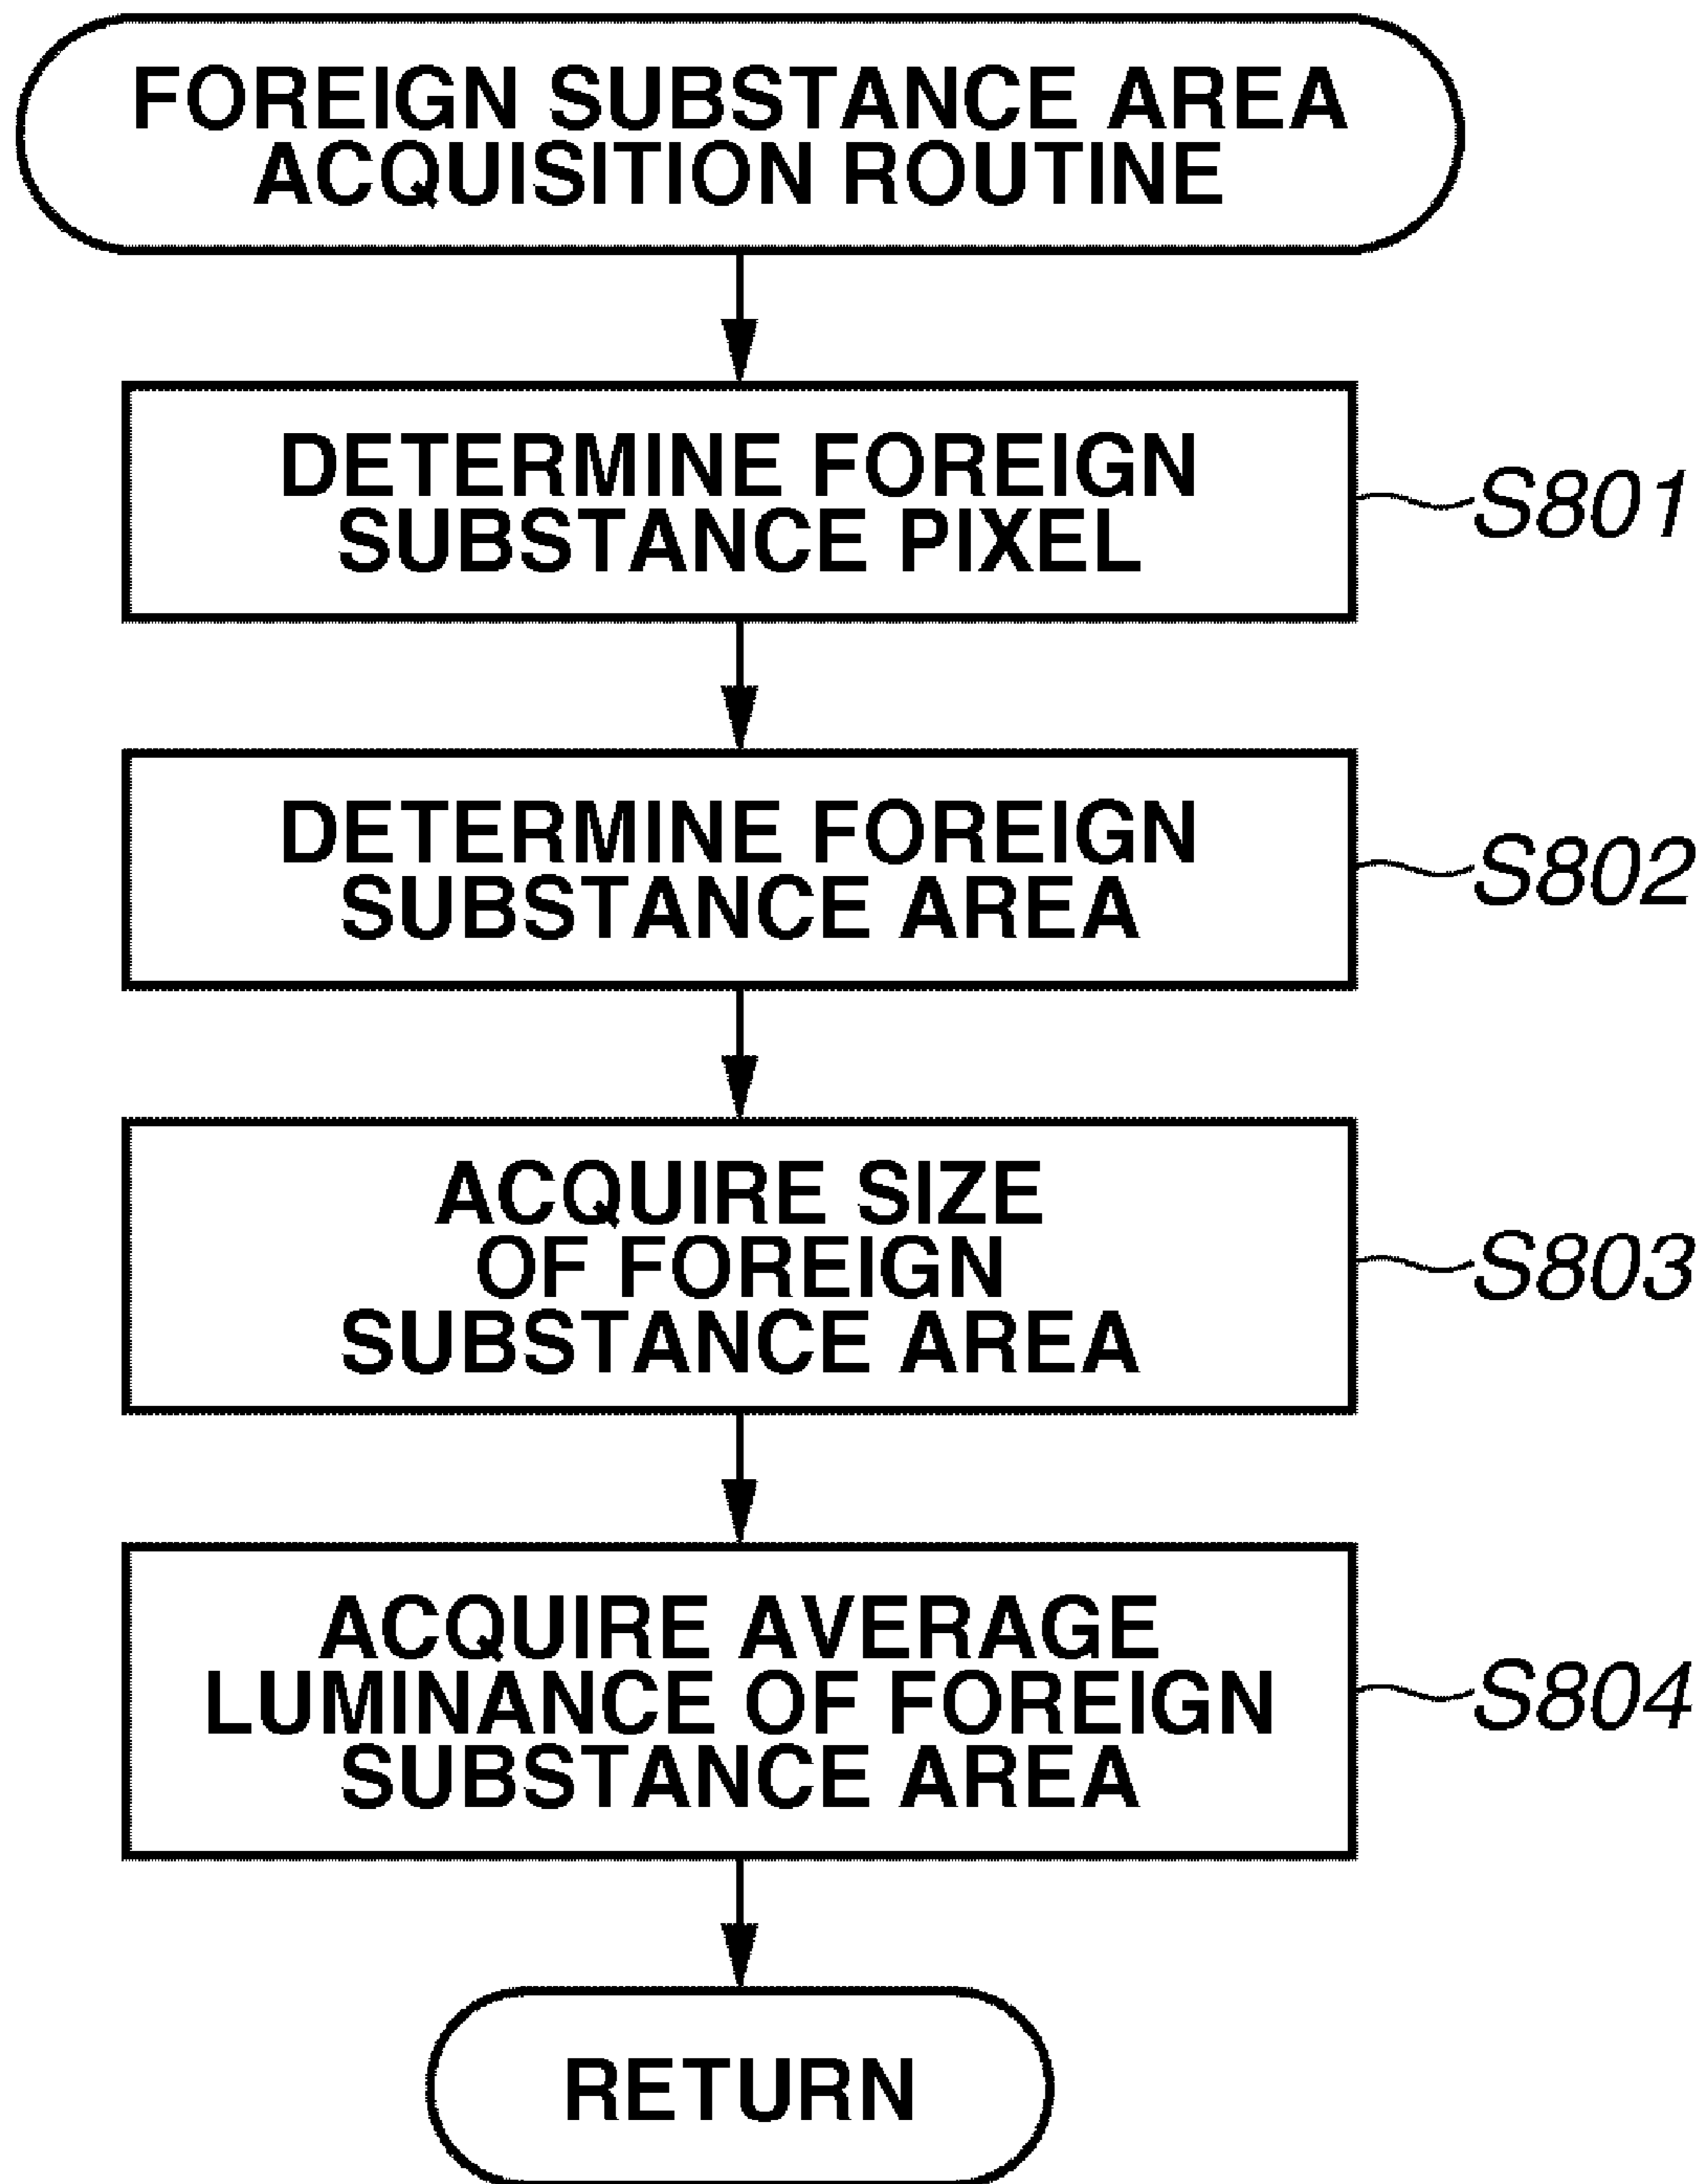 FOREIGN SUBSTANCE AREA
ACQUISITION ROUTINE
DETERMINE FOREIGN
SUBSTANCE PIXEL
S801
DETERMINE FOREIGN
SUBSTANCE AREA
S802
ACQUIRE SIZE
OF FOREIGN
SUBSTANCE AREA
S803
ACQUIRE AVERAGE
LUMINANCE OF FOREIGN
SUBSTANCE AREA
S804
RETURN